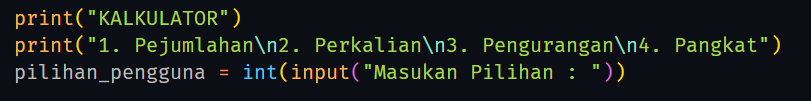 print("KALKULATOR")
print("1. Pejumlahan\n2. Perkalian\n3. Pengurangan\n4. Pangkat")
pilihan_pengguna = int(input("Masukan Pilihan : "))